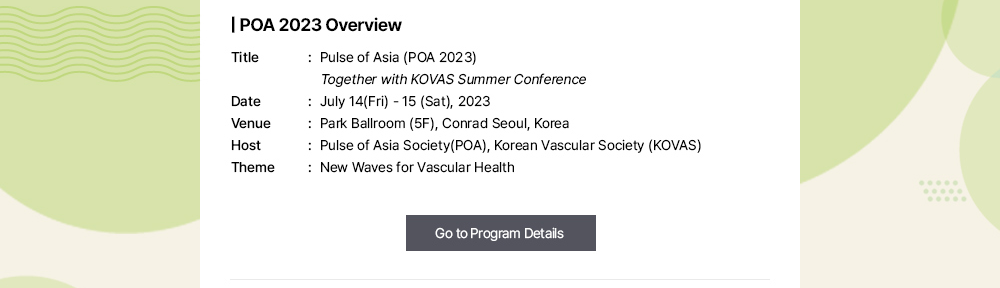 | POA 2023 Overview
Title : Pulse of Asia (POA 2023)
Together with KOVAS Summer Conference
Date : July 14(Fri) - 15 (Sat), 2023
Venue : Park Ballroom (5F), Conrad Seoul, Korea
Host : Pulse of Asia Society(POA), Korean Vascular Society (KOVAS)
Theme : New Waves for Vascular Health
Go to Program Details